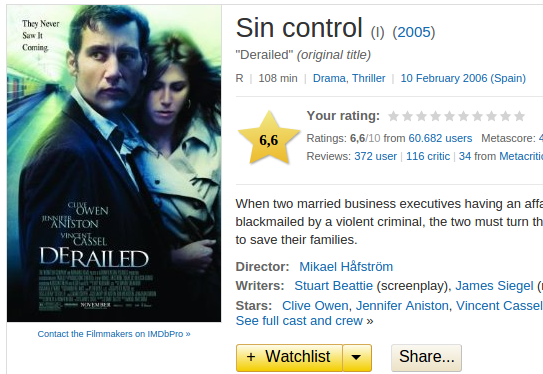 They Never
Saw It
Coming.
CLIVE
OWEN
JENNIFER
ANISTON
VINCENT
CASSEL
DERAILED
NOVEMBER
Contact the Filmmakers on IMDbPro »
Sin control (I) (2005)
"Derailed" (original title)
R | 108 min | Drama, Thriller | 10 February 2006 (Spain)
6,6
Your rating:
Ratings: 6,6/10 from 60.682 users Metascore: 4
Reviews: 372 user | 116 critic | 34 from Metacritic
When two married business executives having an affa
blackmailed by a violent criminal, the two must turn th
to save their families.
Director: Mikael Håfström
Writers: Stuart Beattie (screenplay), James Siegel (
Stars: Clive Owen, Jennifer Aniston, Vincent Cassel
See full cast and crew »
+ Watchlist
Share...